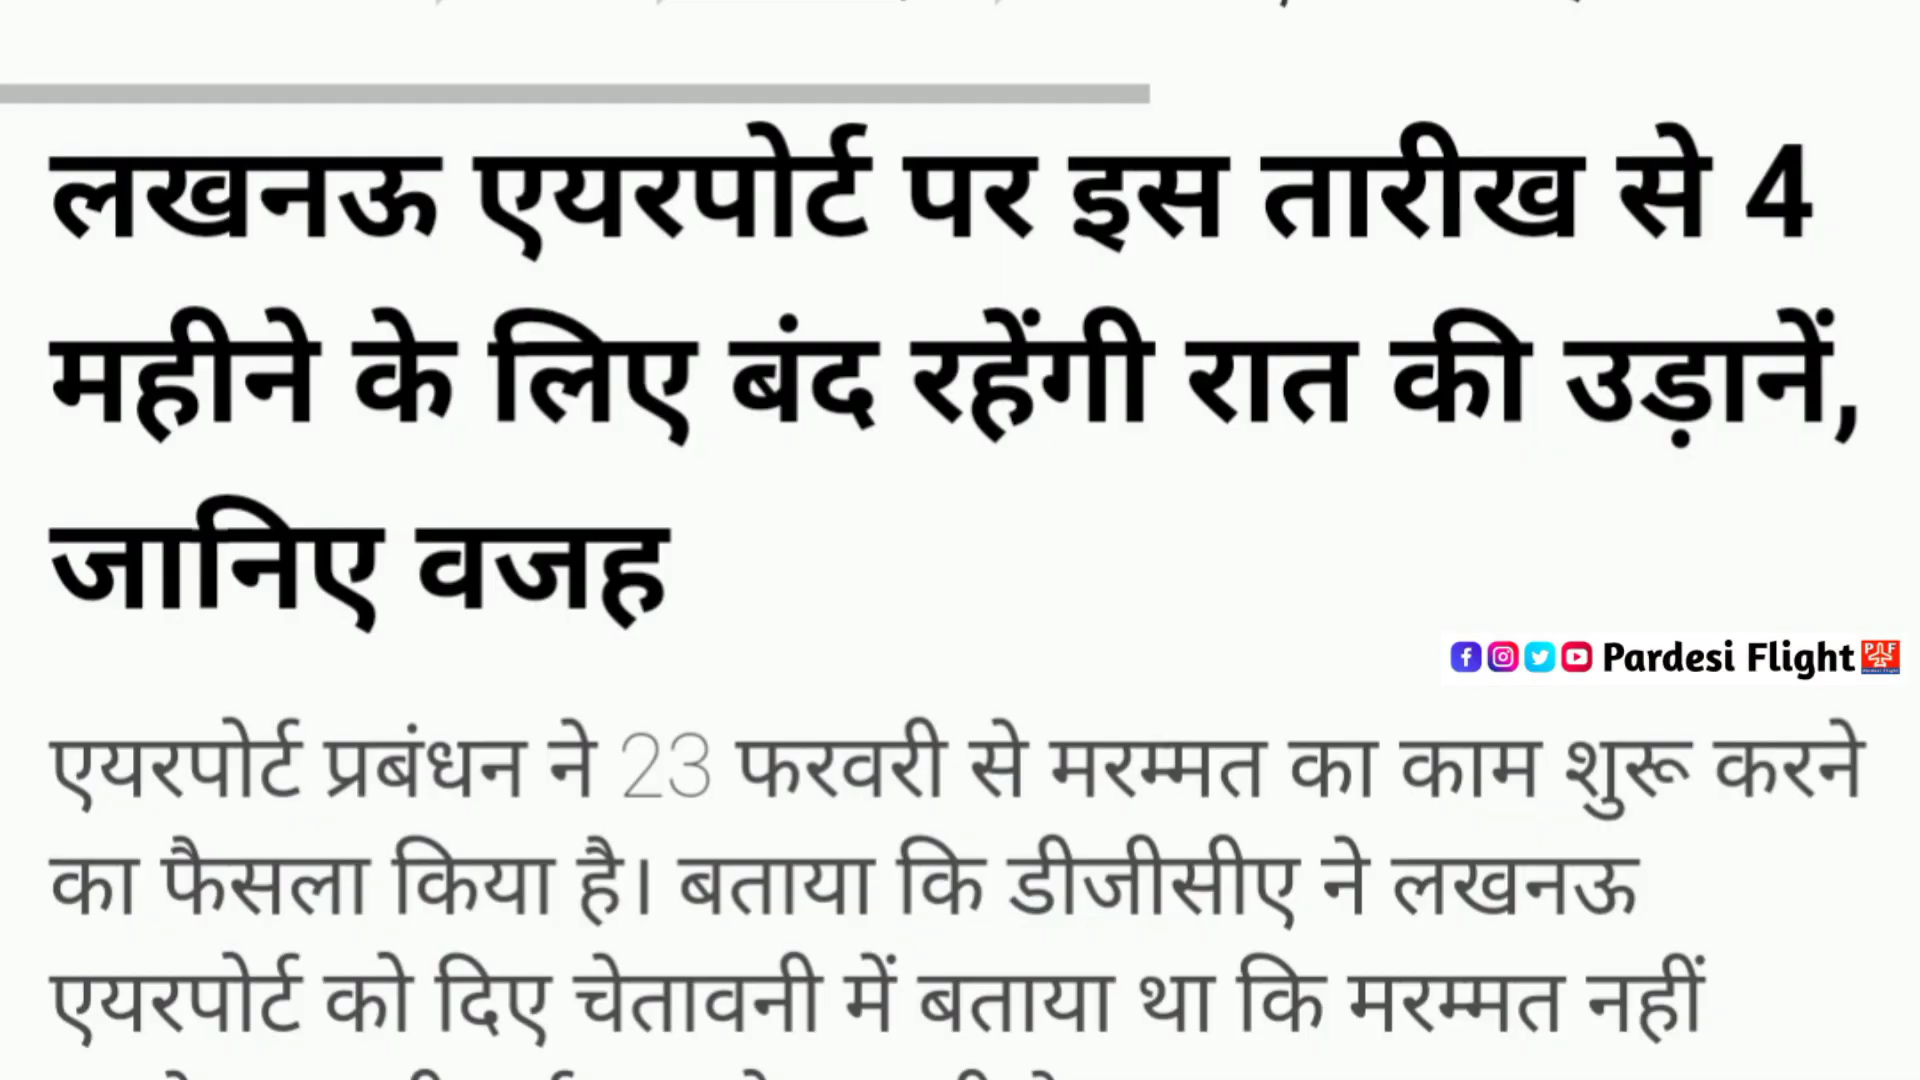 लखनऊ एयरपोर्ट पर इस तारीख से 4
महीने के लिए बंद रहेंगी रात की उड़ानें,
जानिए वजह
Pardesi Flight
एयरपोर्ट प्रबंधन ने 23 फरवरी से मरम्मत का काम शुरू करने
का फैसला किया है। बताया कि डीजीसीए ने लखनऊ
एयरपोर्ट को दिए चेतावनी में बताया था कि मरम्मत नहीं